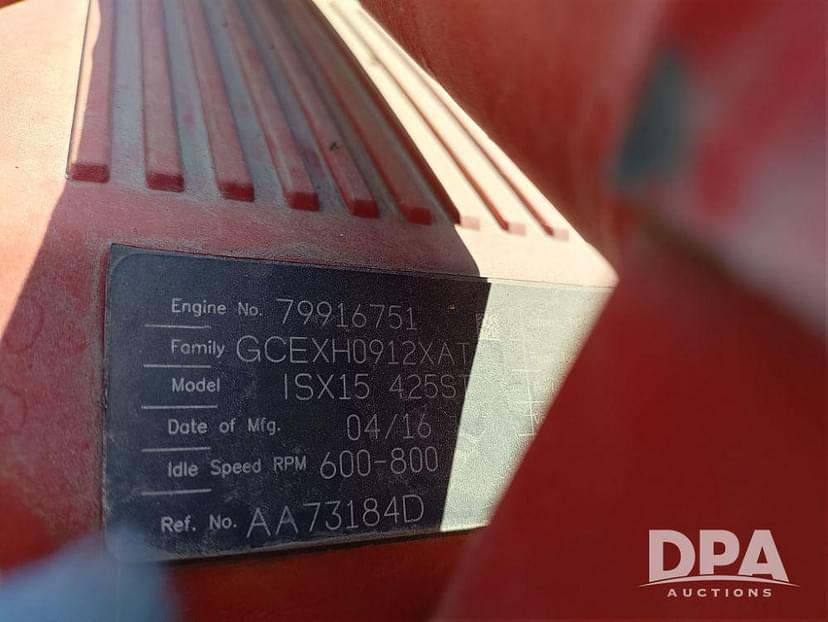 Engine No. 79916751
Family GCEXH0912XAT
Model ISX15 425ST
Date of Mfg. 04/16
Idle Speed RPM 600-800
Ref. No. AA73184D
DPA
AUCTIONS